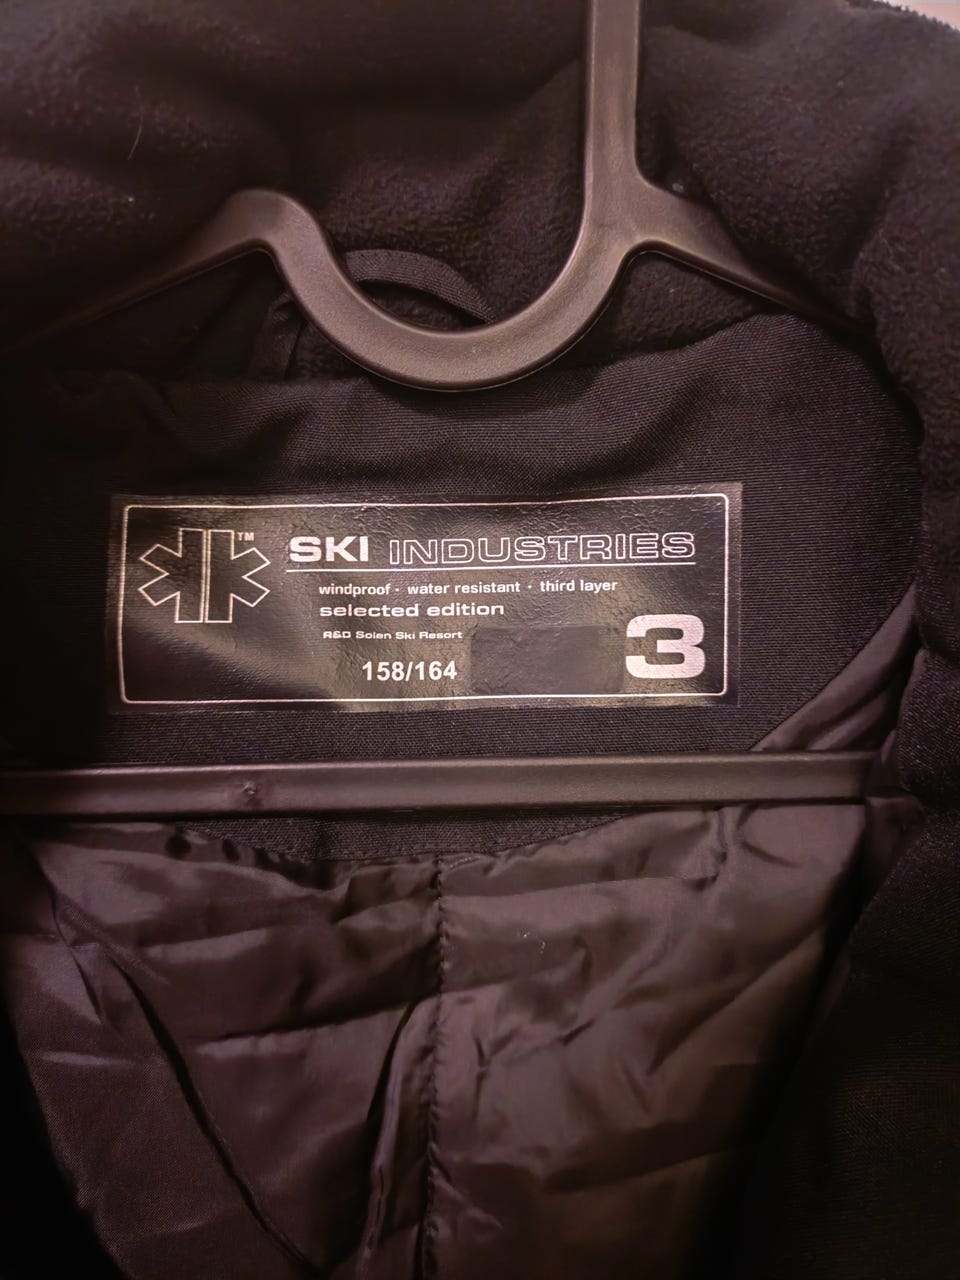 TM
SKI INDUSTRIES
windproof · water resistant · third layer
selected edition
R&D Solen Ski Resort
158/164
3